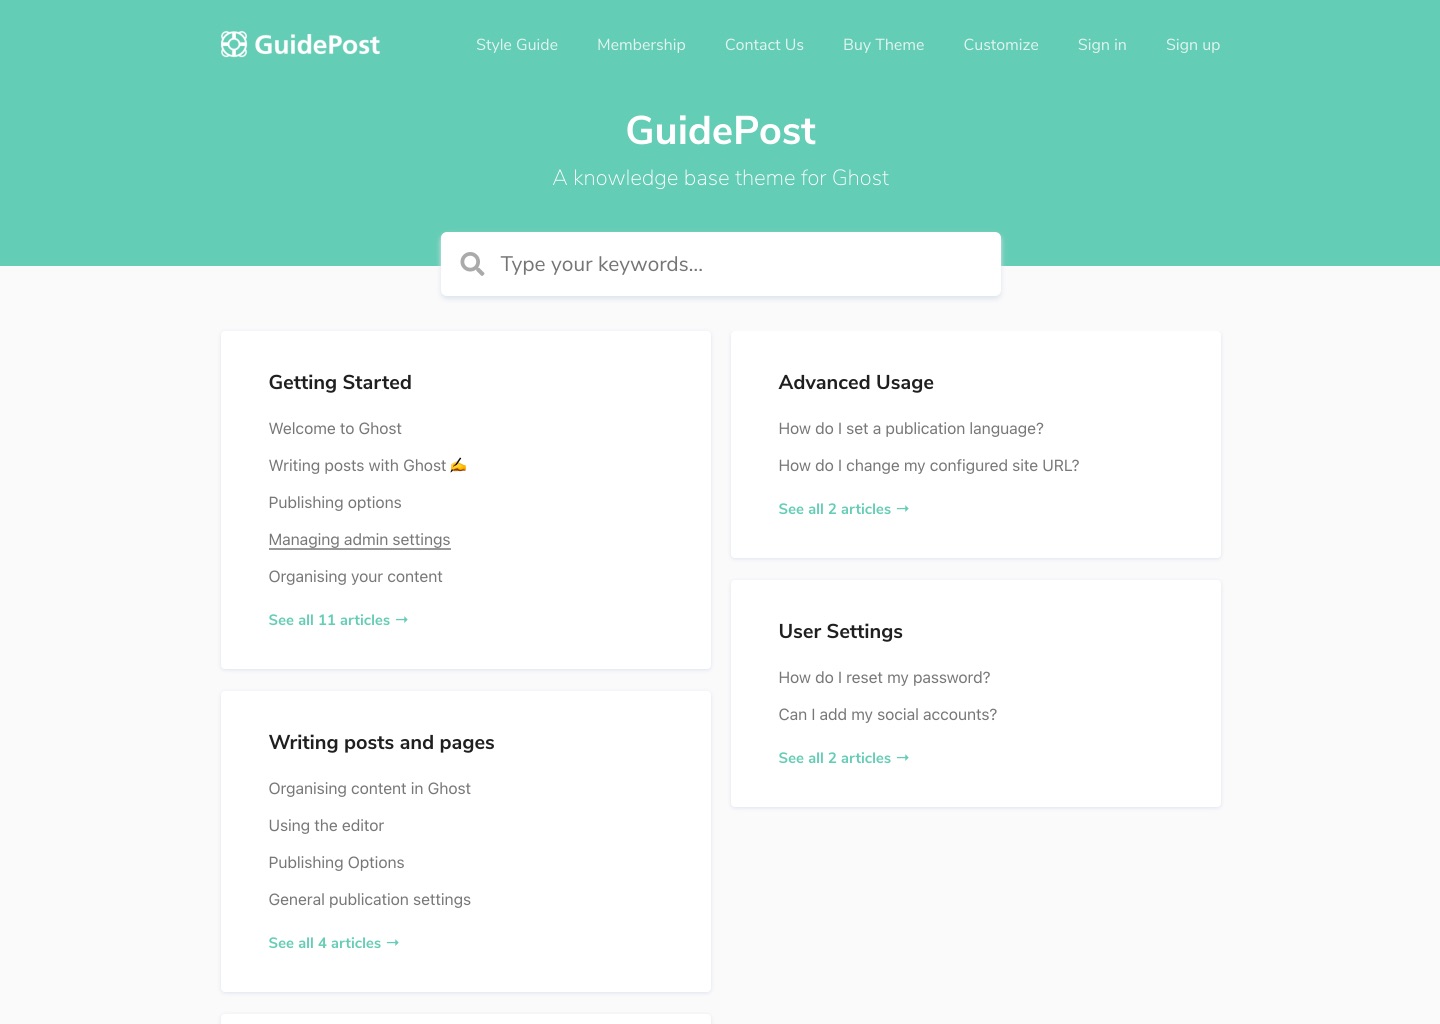 GuidePost
Style Guide
Membership
Contact Us
Buy Theme
Customize
Sign in
Sign up
GuidePost
A knowledge base theme for Ghost
Type your keywords...
Getting Started
Welcome to Ghost
Writing posts with Ghost ✍️
Publishing options
Managing admin settings
Organising your content
See all 11 articles →
Writing posts and pages
Organising content in Ghost
Using the editor
Publishing Options
General publication settings
See all 4 articles →
Advanced Usage
How do I set a publication language?
How do I change my configured site URL?
See all 2 articles →
User Settings
How do I reset my password?
Can I add my social accounts?
See all 2 articles →